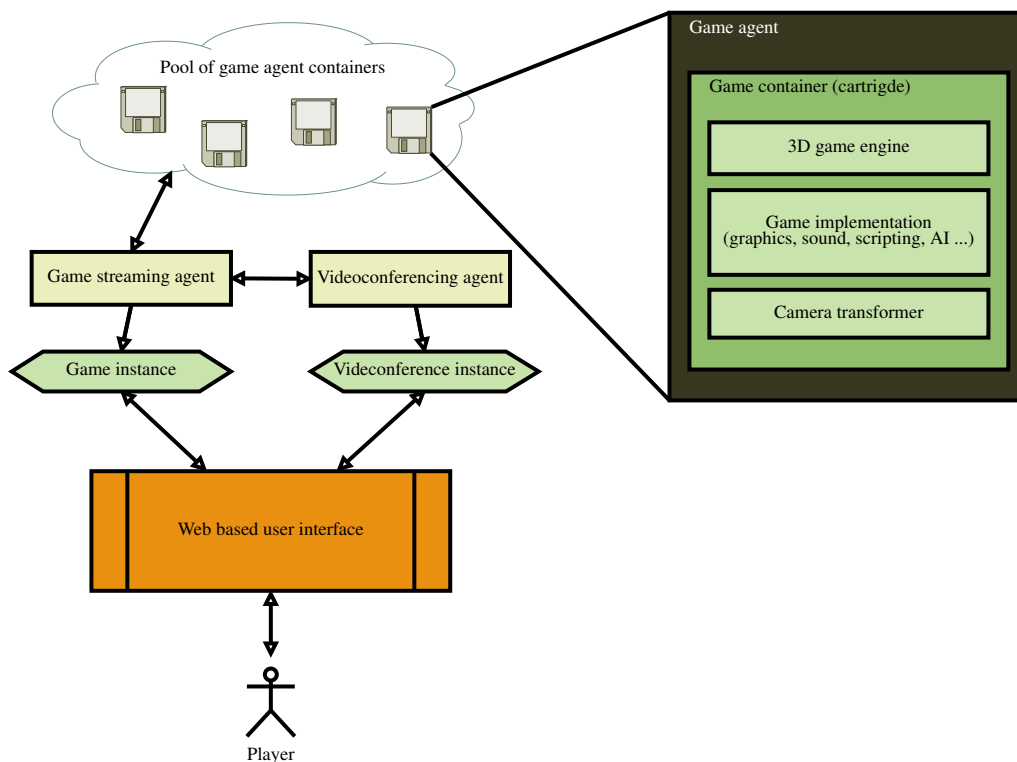 Pool of game agent containers
Game agent
Game container (cartrigde)
3D game engine
Game implementation
(graphics, sound, scripting, AI ...)
Camera transformer
Game streaming agent
Videoconferencing agent
Game instance
Videconference instance
Web based user interface
Player